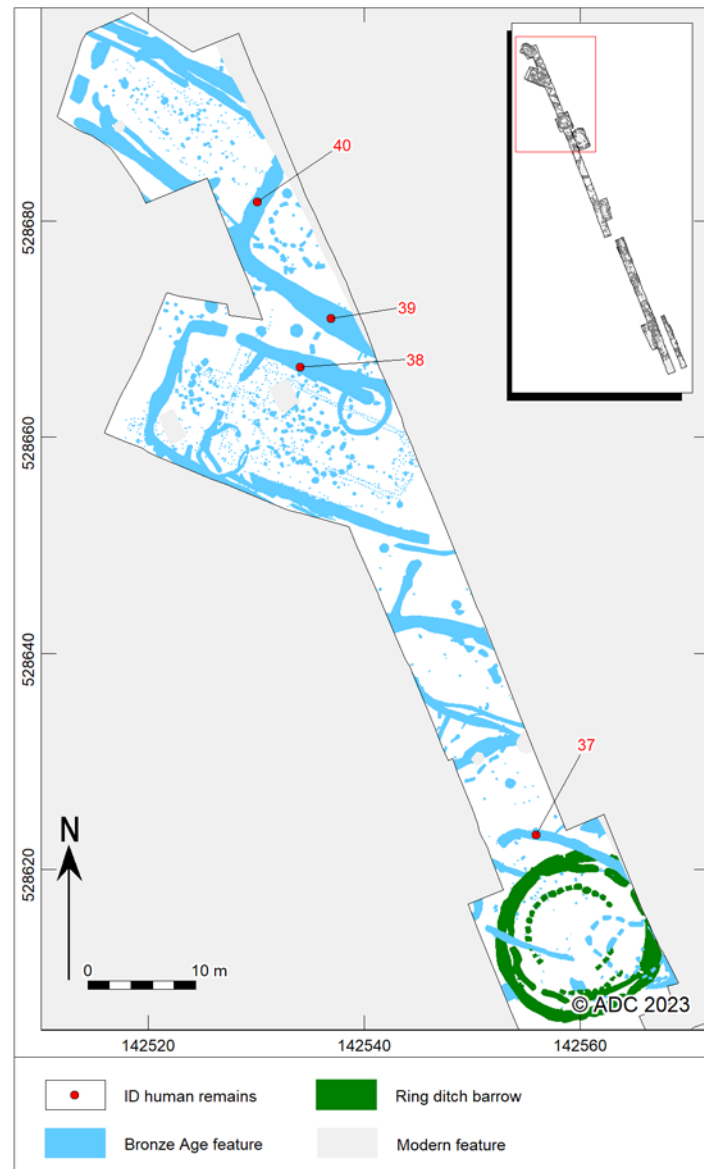 40
528680
39
38
528660
528640
37
N
528620
0 10 m
© ADC 2023
142520 142540 142560
ID human remains Ring ditch barrow
Bronze Age feature Modern feature